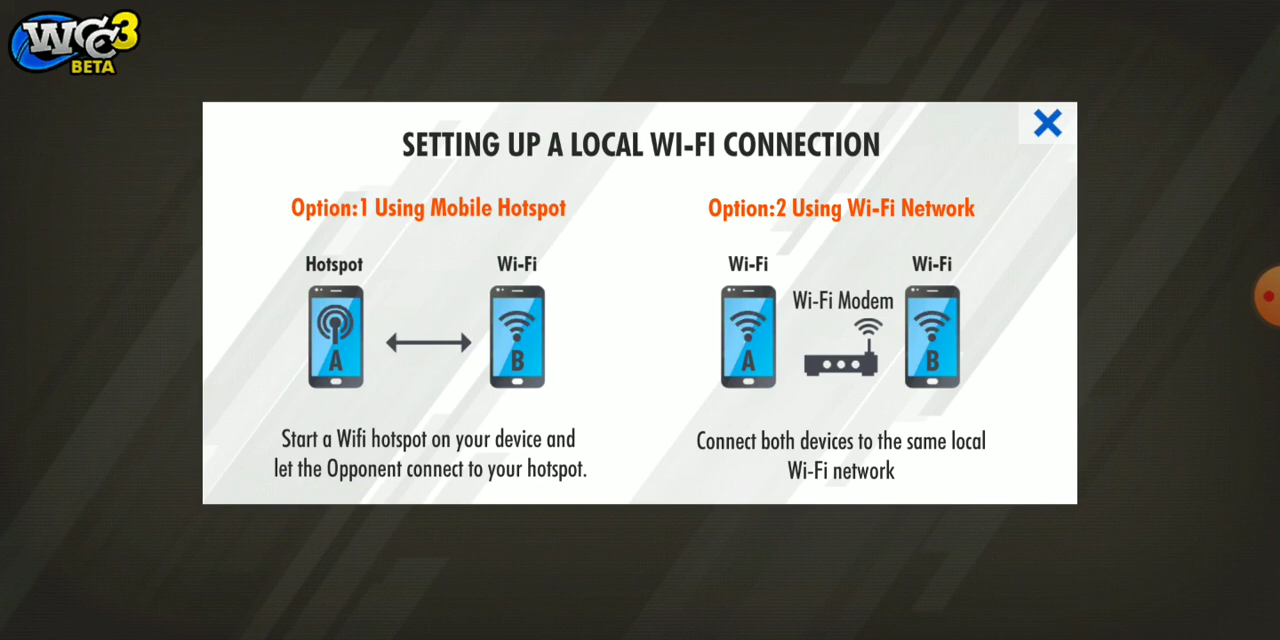 WCC3
BETA
SETTING UP A LOCAL WI-FI CONNECTION
Option:1 Using Mobile Hotspot
Option:2 Using Wi-Fi Network
Hotspot
Wi-Fi
Wi-Fi
Wi-Fi
Wi-Fi Modem
A
B
A
B
Start a Wifi hotspot on your device and
let the Opponent connect to your hotspot.
Connect both devices to the same local
Wi-Fi network